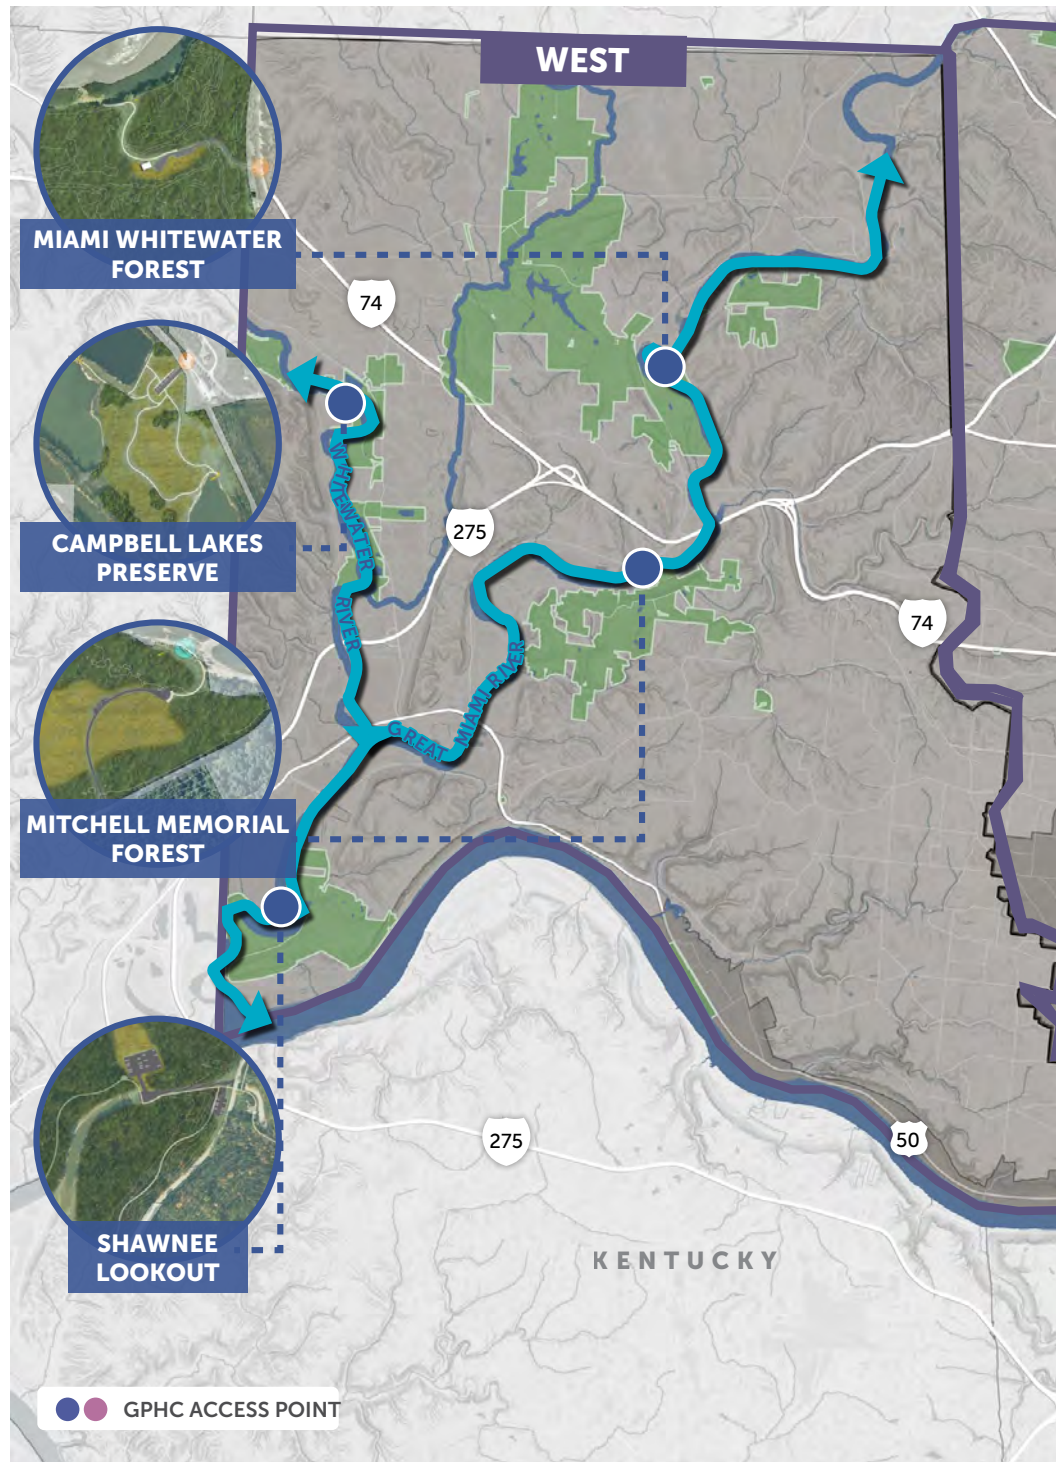 WEST
MIAMI WHITEWATER
FOREST
74
CAMPBELL LAKES
PRESERVE
WHITEWATER
RIVER
275
74
GREAT
MIAMI RIVER
MITCHELL MEMORIAL
FOREST
SHAWNEE
LOOKOUT
275
50
KENTUCKY
GPHC ACCESS POINT